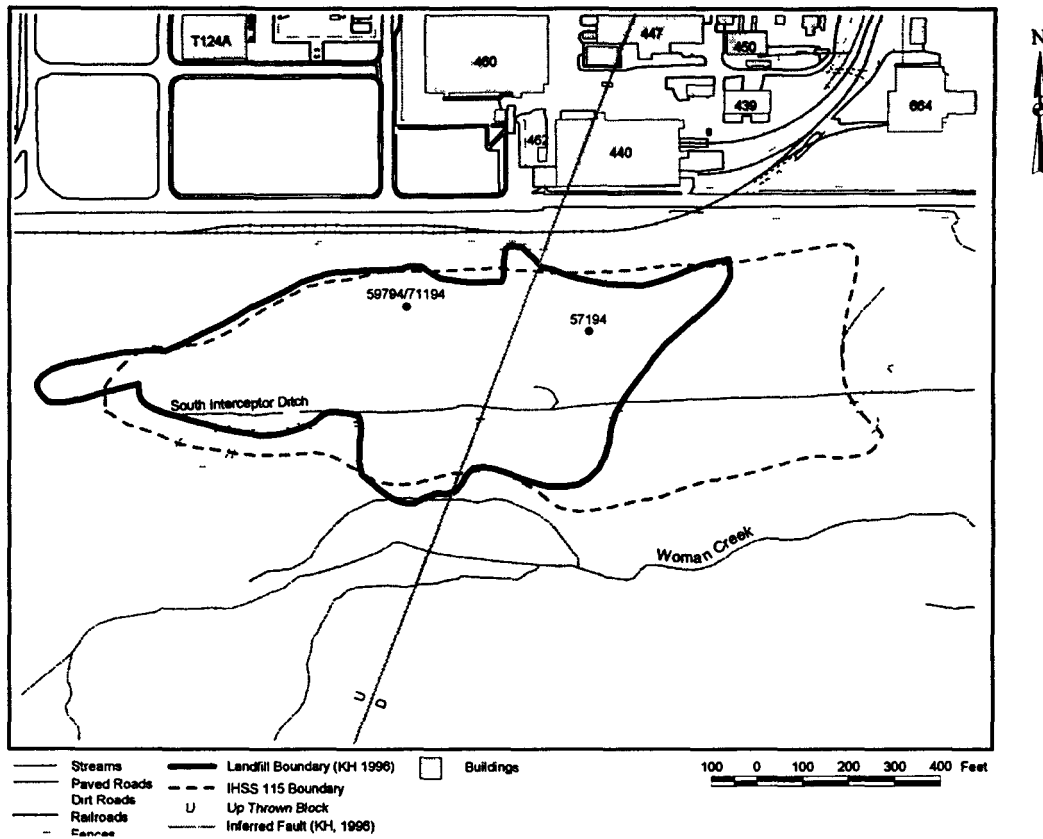 N
T124A
460
447
450
439
664
462
440
59794/71194
57194
South Interceptor Ditch
Woman Creek
U
D
Streams
Paved Roads
Dirt Roads
Railroads
Fences
Landfill Boundary (KH 1996)
IHSS 115 Boundary
U Up Thrown Block
Inferred Fault (KH, 1996)
Buildings
100 0 100 200 300 400 Feet